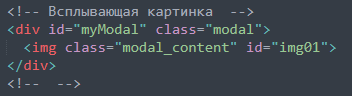 <!-- Всплывающая картинка  -->
<div id="myModal" class="modal">
  <img class="modal_content" id="img01">
</div>
<!--  -->